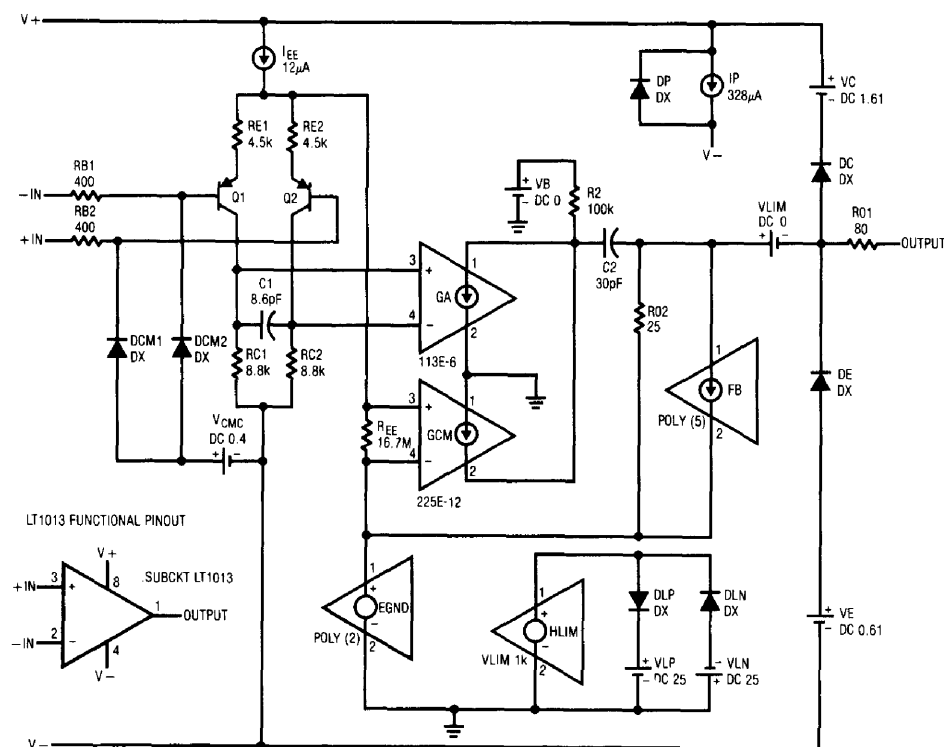 V+
I_EE
12µA
DP
DX
IP
328µA
V−
+ VC
− DC 1.61
RE1
4.5k
RE2
4.5k
DC
DX
RB1
400
−IN
RB2
400
+IN
Q1
Q2
+ VB
− DC 0
R2
100k
VLIM
DC 0
+ −
RO1
80
OUTPUT
C2
30pF
C1
8.6pF
3 +
4 −
1
GA
2
113E-6
RO2
25
DCM1
DX
DCM2
DX
RC1
8.8k
RC2
8.8k
1
FB
2
POLY (5)
DE
DX
V_CMC
DC 0.4
+ −
R_EE
16.7M
3 +
4 −
1
GCM
2
225E-12
LT1013 FUNCTIONAL PINOUT
V+
8
.SUBCKT LT1013
+IN 3 +
−IN 2 −
1 OUTPUT
4
V−
1
+
EGND
−
2
POLY (2)
1
+
HLIM
−
2
VLIM 1k
DLP
DX
DLN
DX
+ VLP
− DC 25
− VLN
+ DC 25
+ VE
− DC 0.61
V−